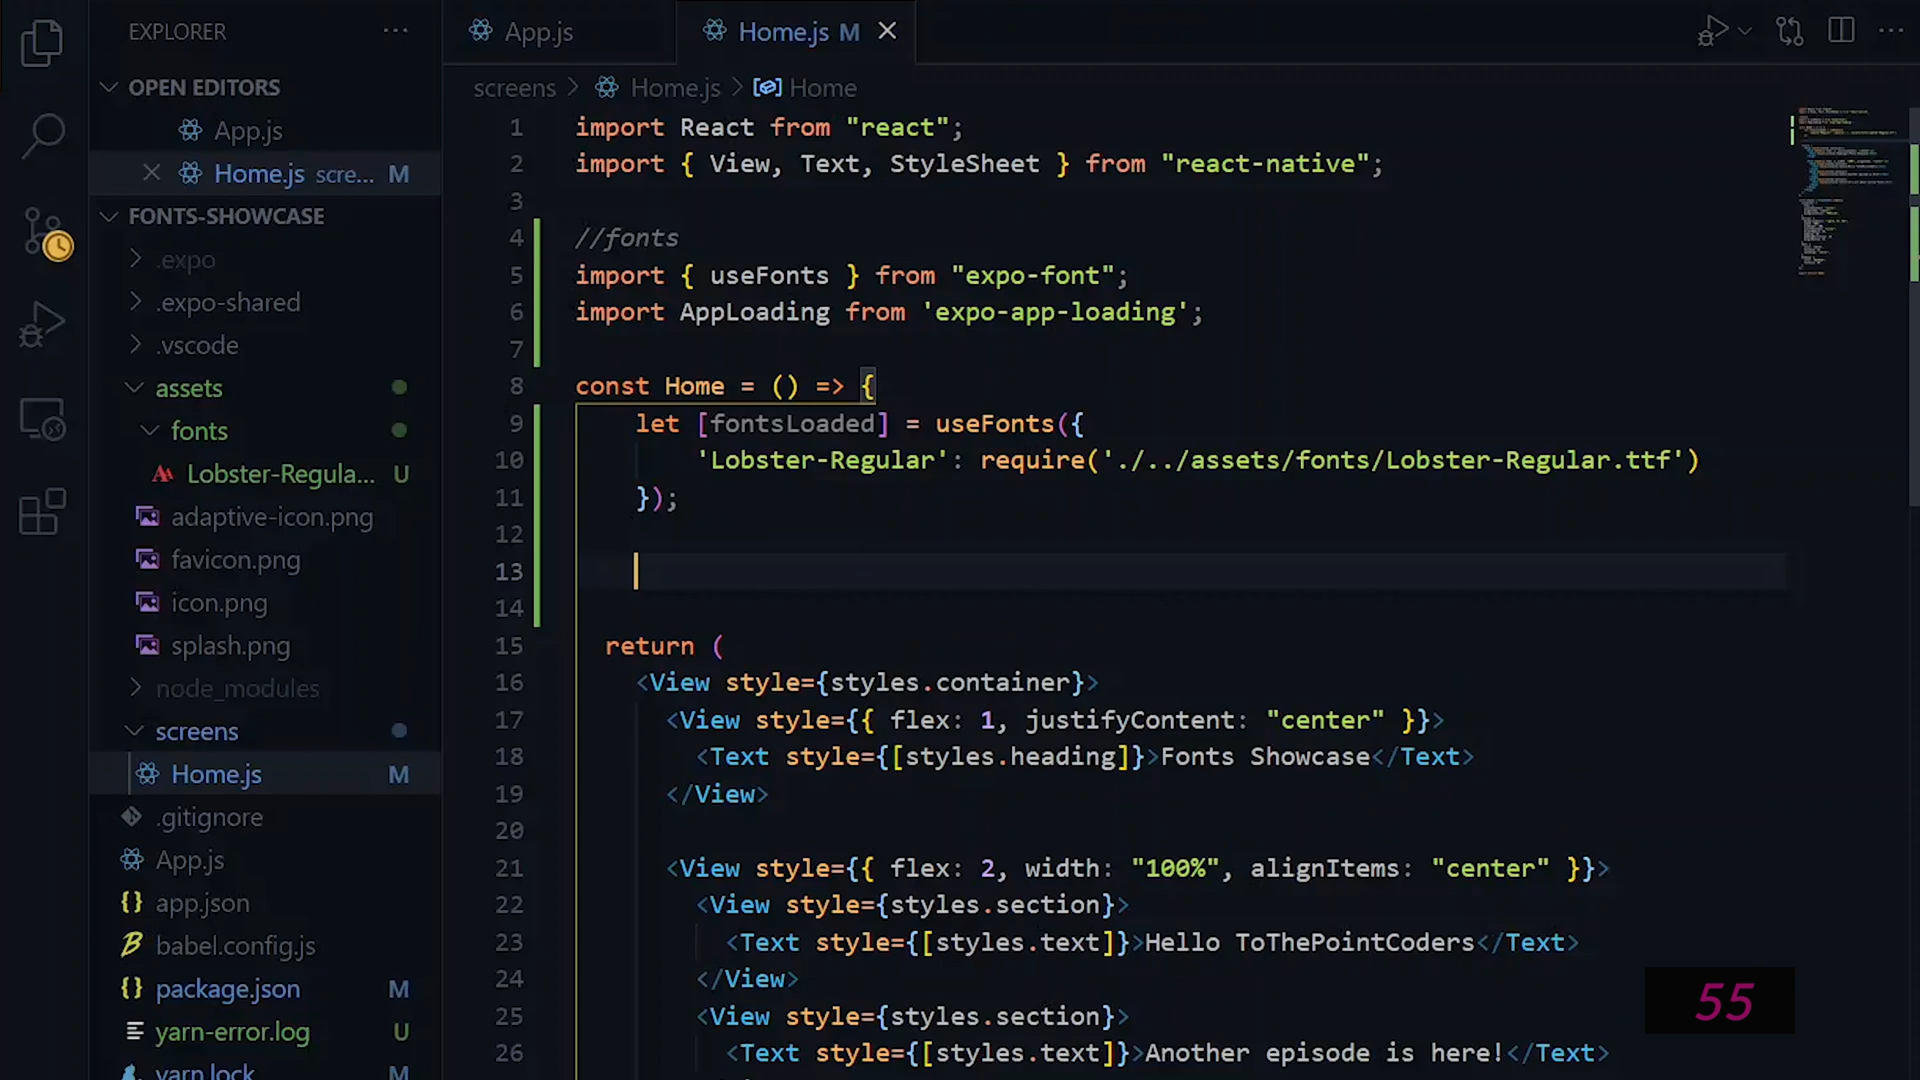 EXPLORER
OPEN EDITORS
App.js
Home.js scre... M
FONTS-SHOWCASE
.expo
.expo-shared
.vscode
assets
fonts
Lobster-Regula... U
adaptive-icon.png
favicon.png
icon.png
splash.png
node_modules
screens
Home.js M
.gitignore
App.js
app.json
babel.config.js
package.json M
yarn-error.log U
yarn.lock M
App.js
Home.js M
screens > Home.js > Home
1 import React from "react";
2 import { View, Text, StyleSheet } from "react-native";
3
4 //fonts
5 import { useFonts } from "expo-font";
6 import AppLoading from 'expo-app-loading';
7
8 const Home = () => {
9 let [fontsLoaded] = useFonts({
10 'Lobster-Regular': require('./../assets/fonts/Lobster-Regular.ttf')
11 });
12
13
14
15 return (
16 <View style={styles.container}>
17 <View style={{ flex: 1, justifyContent: "center" }}>
18 <Text style={[styles.heading]}>Fonts Showcase</Text>
19 </View>
20
21 <View style={{ flex: 2, width: "100%", alignItems: "center" }}>
22 <View style={styles.section}>
23 <Text style={[styles.text]}>Hello ToThePointCoders</Text>
24 </View>
25 <View style={styles.section}>
26 <Text style={[styles.text]}>Another episode is here!</Text>
55